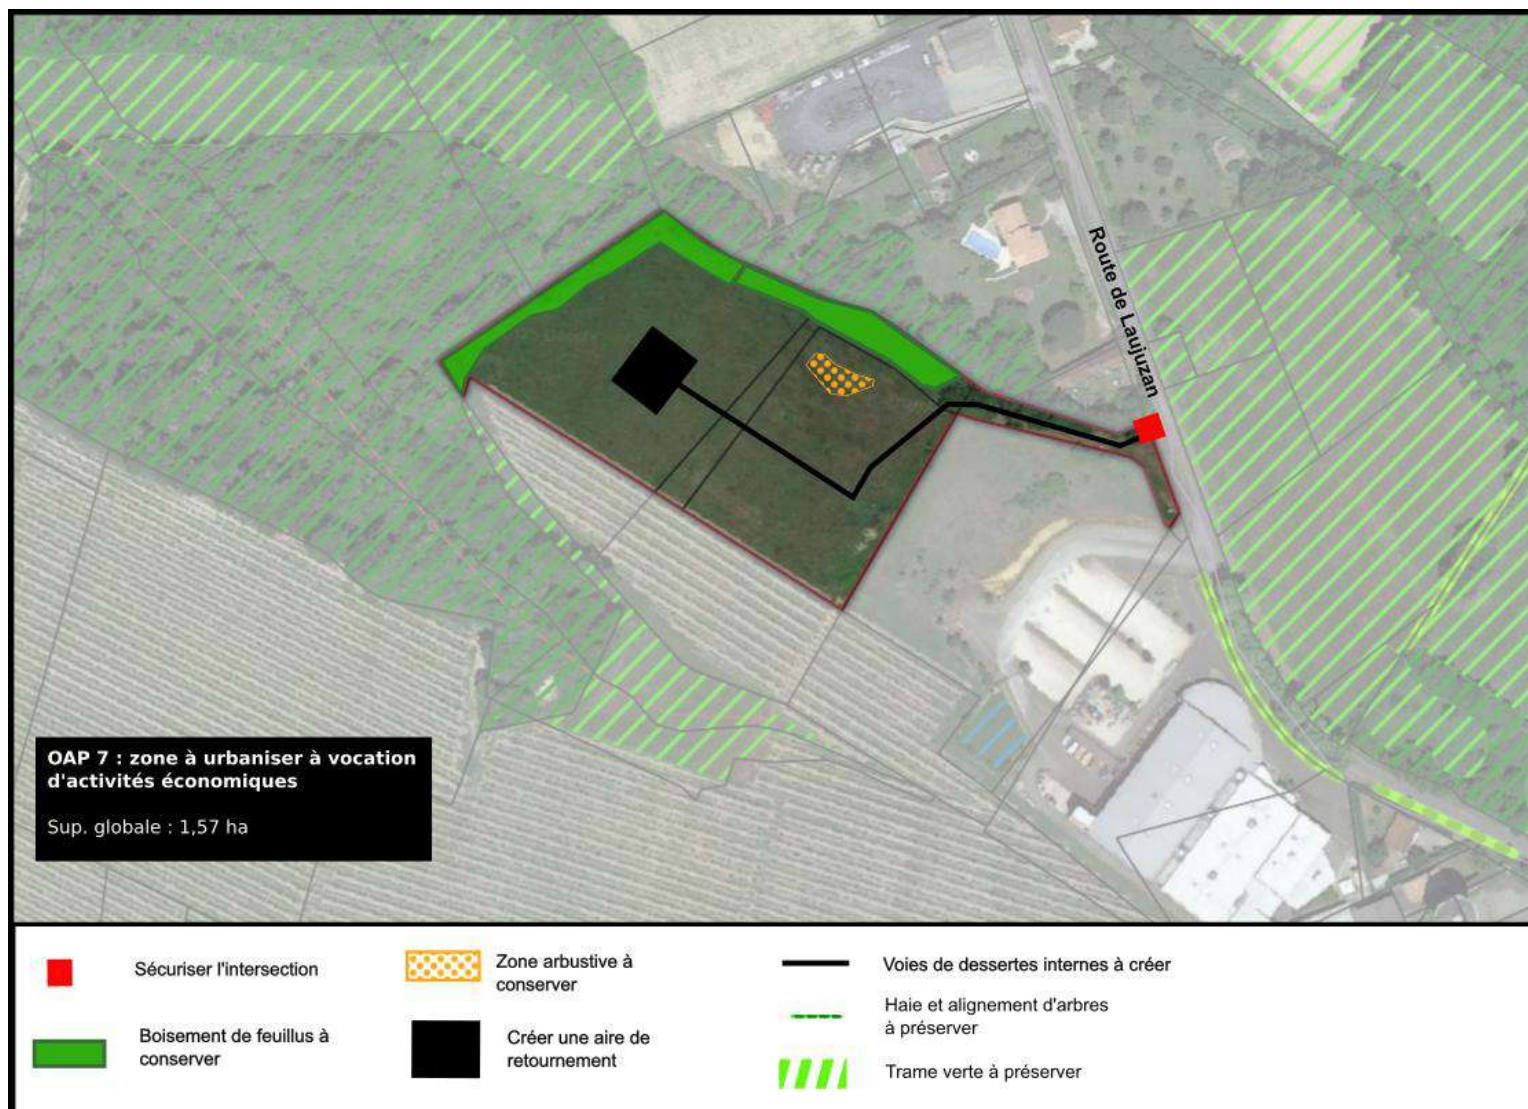 Route de Laujuzan
OAP 7 : zone à urbaniser à vocation
d'activités économiques
Sup. globale : 1,57 ha
Sécuriser l'intersection
Boisement de feuillus à
conserver
Zone arbustive à
conserver
Créer une aire de
retournement
Voies de dessertes internes à créer
Haie et alignement d'arbres
à préserver
Trame verte à préserver